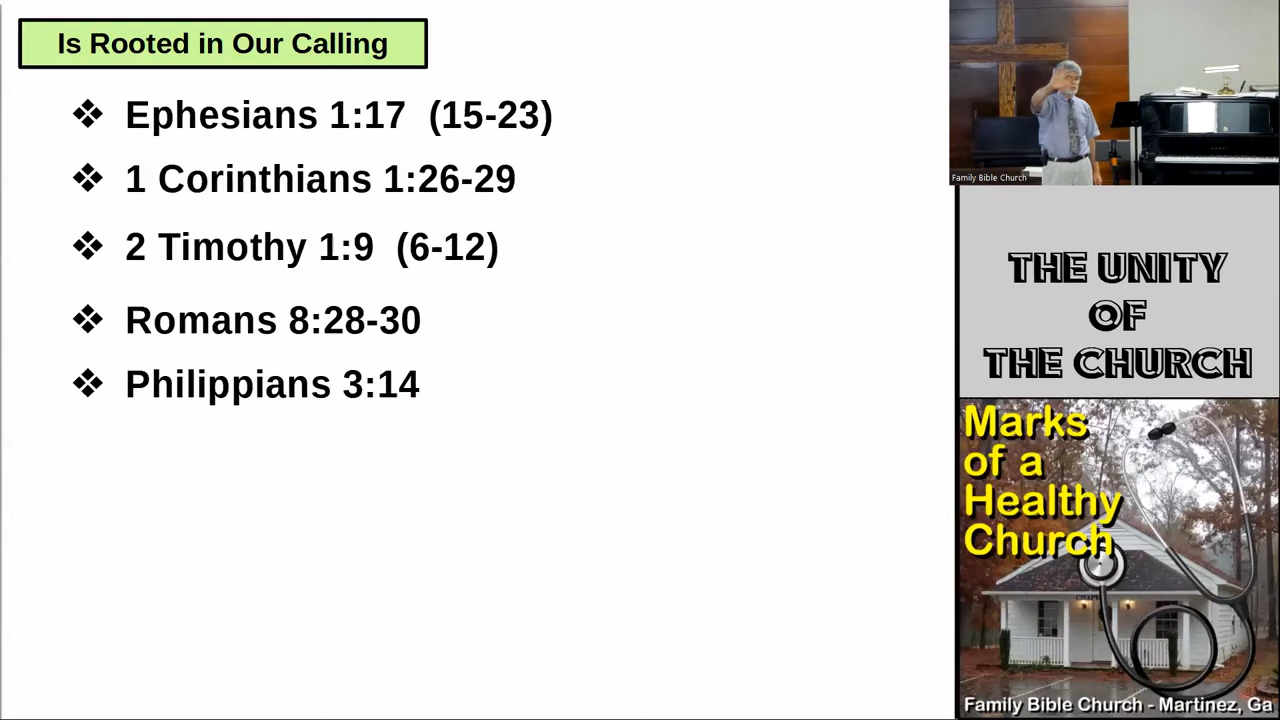 Is Rooted in Our Calling
❖ Ephesians 1:17 (15-23)
❖ 1 Corinthians 1:26-29
❖ 2 Timothy 1:9 (6-12)
❖ Romans 8:28-30
❖ Philippians 3:14
Family Bible Church
THE UNITY
OF
THE CHURCH
Marks
of a
Healthy
Church
Family Bible Church - Martinez, Ga